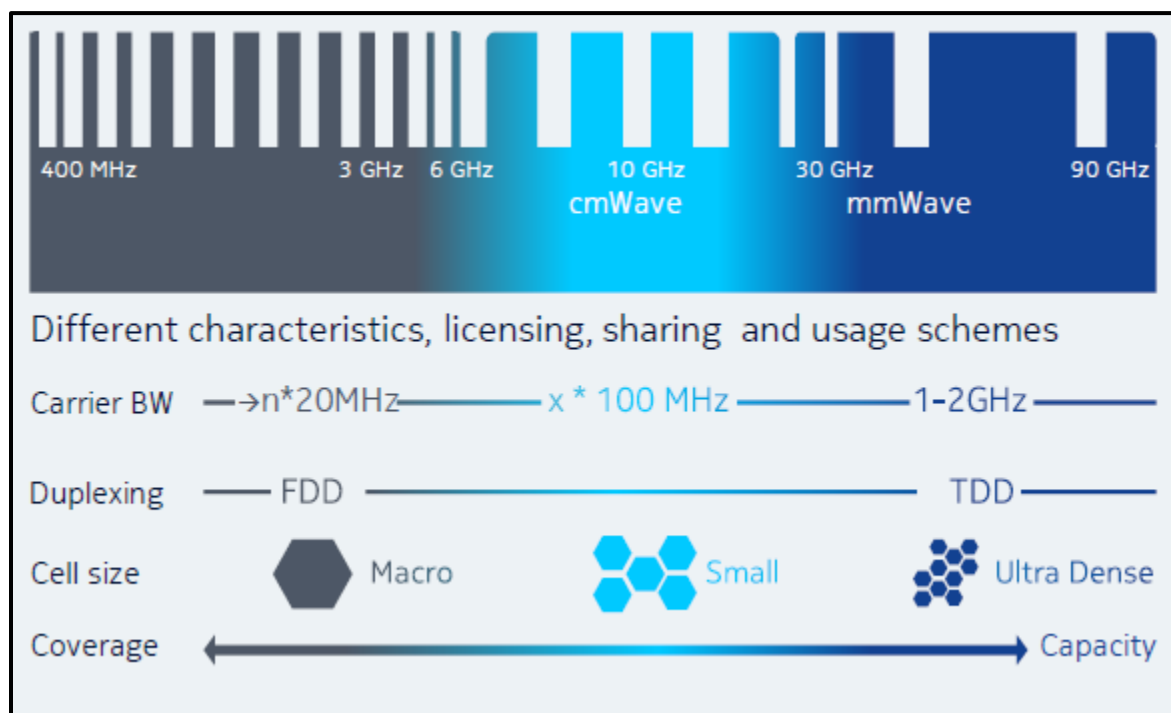 400 MHz 3 GHz 6 GHz 10 GHz 30 GHz 90 GHz
cmWave mmWave
Different characteristics, licensing, sharing and usage schemes
Carrier BW →n*20MHz x * 100 MHz 1-2GHz
Duplexing FDD TDD
Cell size Macro Small Ultra Dense
Coverage Capacity